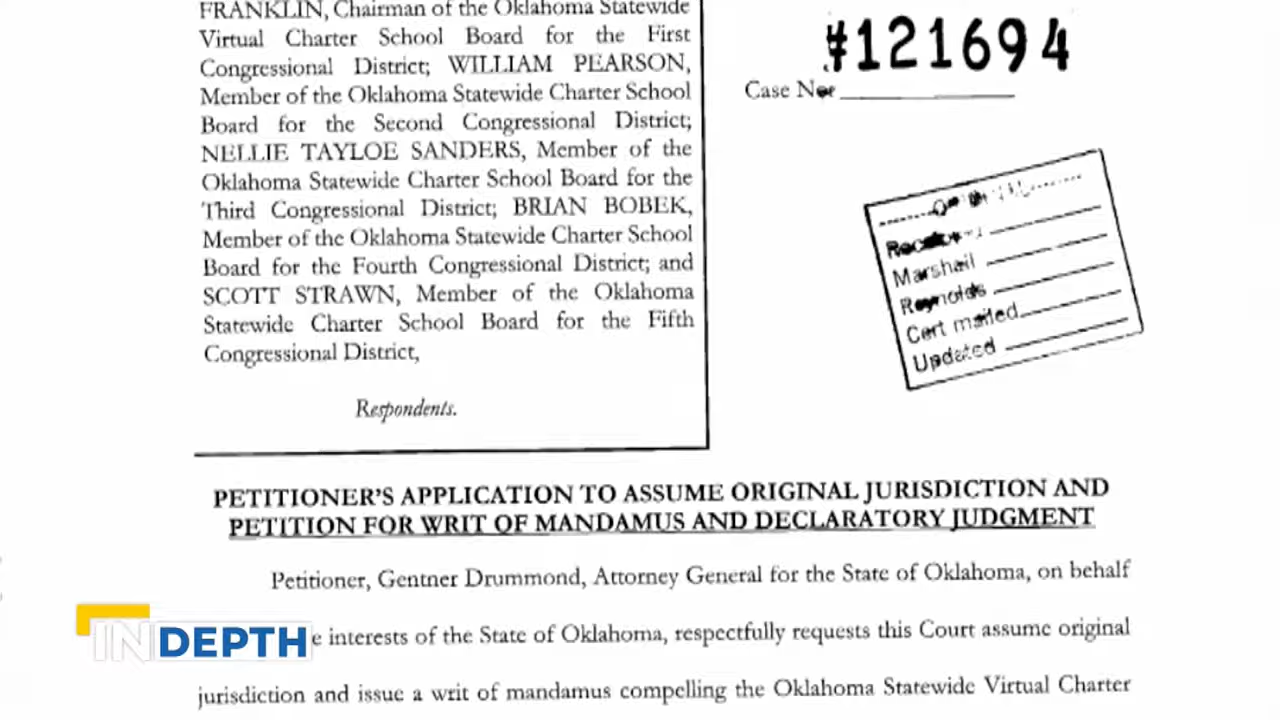 FRANKLIN, Chairman of the Oklahoma Statewide
Virtual Charter School Board for the First
Congressional District; WILLIAM PEARSON,
Member of the Oklahoma Statewide Charter School
Board for the Second Congressional District;
NELLIE TAYLOE SANDERS, Member of the
Oklahoma Statewide Charter School Board for the
Third Congressional District; BRIAN BOBEK,
Member of the Oklahoma Statewide Charter School
Board for the Fourth Congressional District; and
SCOTT STRAWN, Member of the Oklahoma
Statewide Charter School Board for the Fifth
Congressional District,
Respondents.
#121694
Case No.
Marshall
Reynolds
Cert mailed
Updated
PETITIONER'S APPLICATION TO ASSUME ORIGINAL JURISDICTION AND
PETITION FOR WRIT OF MANDAMUS AND DECLARATORY JUDGMENT
Petitioner, Gentner Drummond, Attorney General for the State of Oklahoma, on behalf
e interests of the State of Oklahoma, respectfully requests this Court assume original
jurisdiction and issue a writ of mandamus compelling the Oklahoma Statewide Virtual Charter
INDEPTH